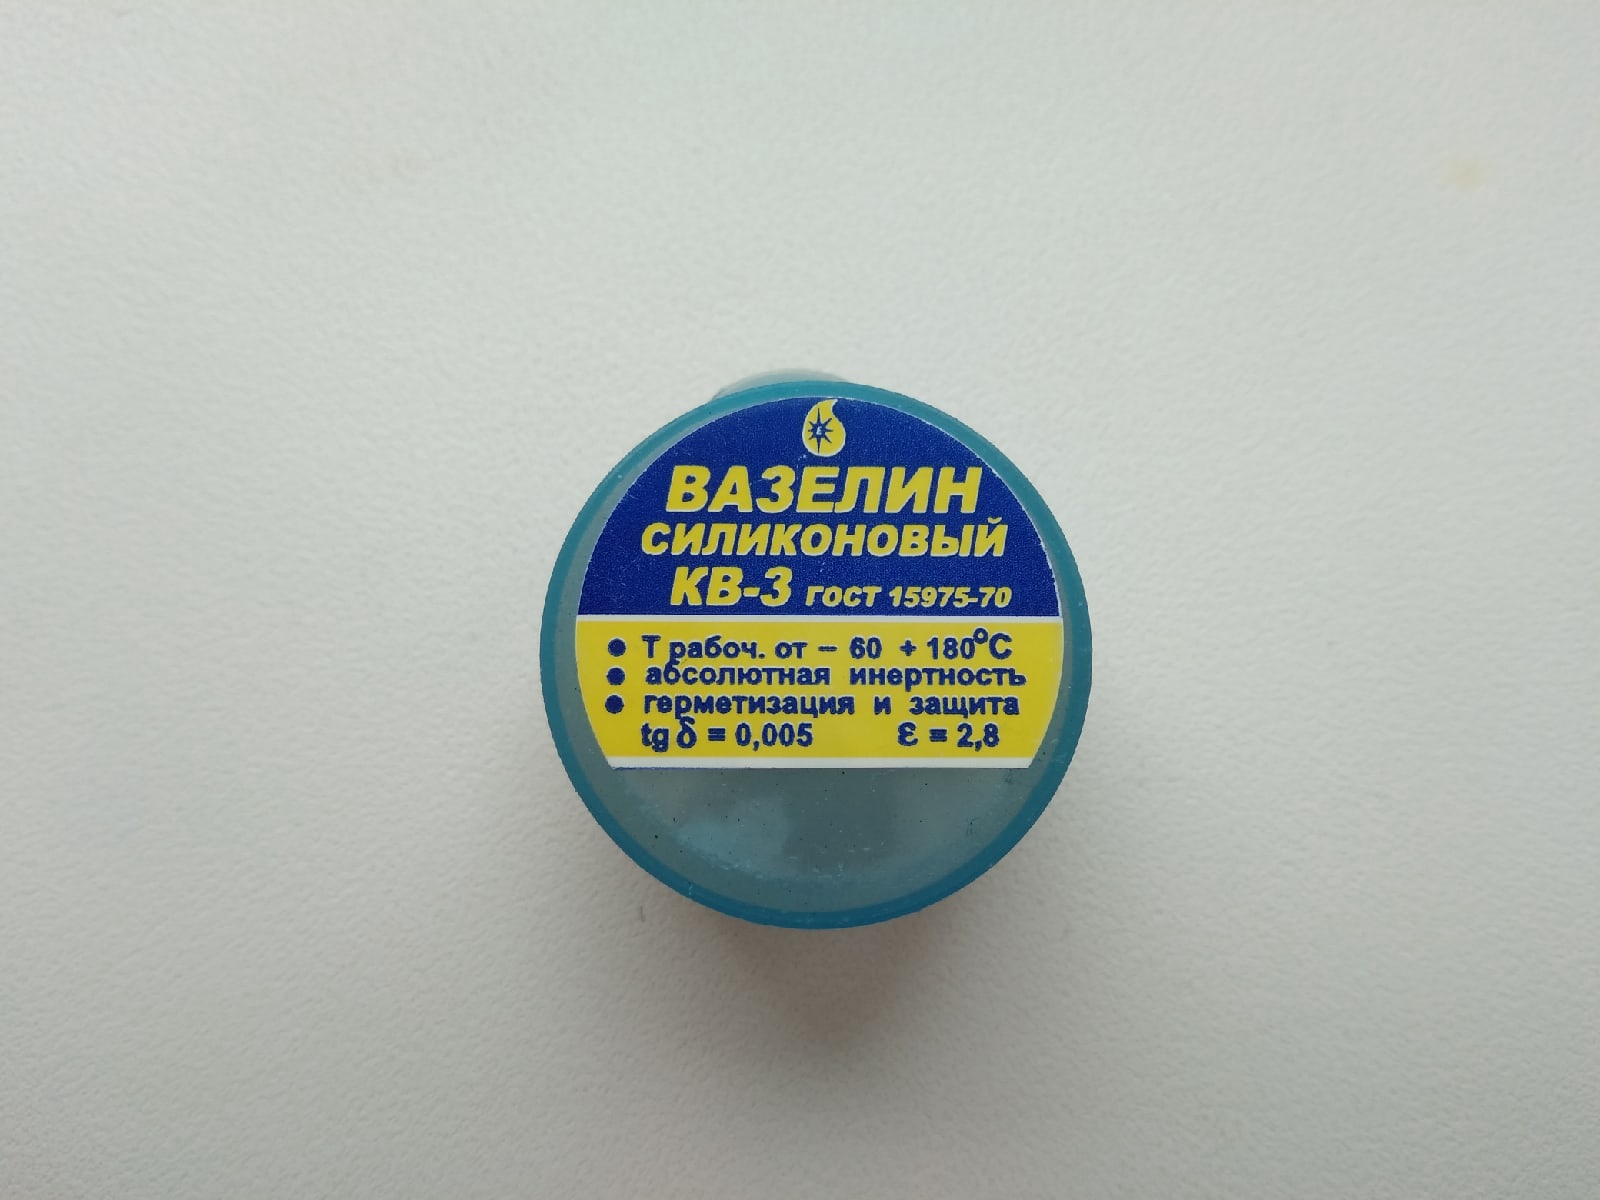 ВАЗЕЛИН
СИЛИКОНОВЫЙ
КВ-3 ГОСТ 15975-70
● Т рабоч. от – 60 + 180°С
● абсолютная инертность
● герметизация и защита
tg δ = 0,005 ε = 2,8